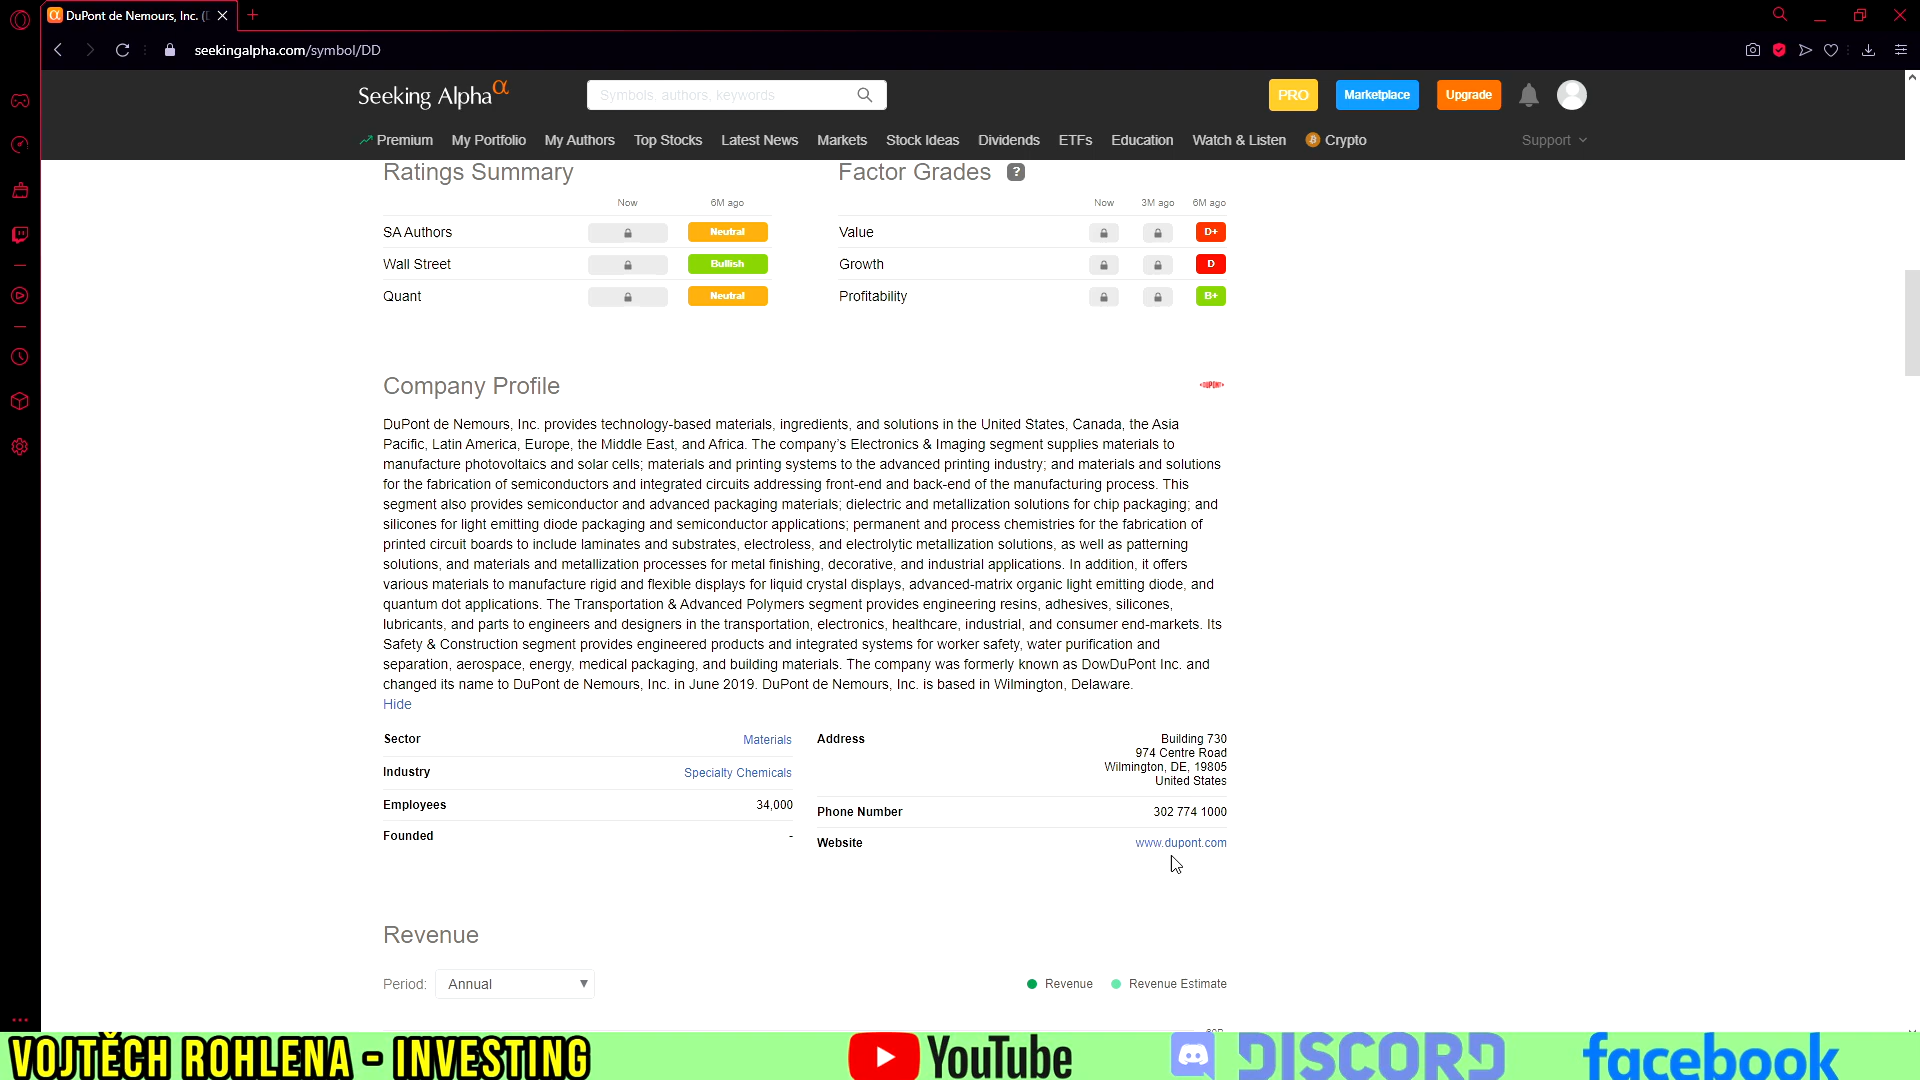 DuPont de Nemours, Inc. (
seekingalpha.com/symbol/DD
Seeking Alpha α
Symbols, authors, keywords
PRO
Marketplace
Upgrade
Premium My Portfolio My Authors Top Stocks Latest News Markets Stock Ideas Dividends ETFs Education Watch & Listen Crypto Support
Ratings Summary
Now 6M ago
SA Authors Neutral
Wall Street Bullish
Quant Neutral
Factor Grades ?
Now 3M ago 6M ago
Value D+
Growth D
Profitability B+
Company Profile
DUPONT
DuPont de Nemours, Inc. provides technology-based materials, ingredients, and solutions in the United States, Canada, the Asia
Pacific, Latin America, Europe, the Middle East, and Africa. The company's Electronics & Imaging segment supplies materials to
manufacture photovoltaics and solar cells; materials and printing systems to the advanced printing industry; and materials and solutions
for the fabrication of semiconductors and integrated circuits addressing front-end and back-end of the manufacturing process. This
segment also provides semiconductor and advanced packaging materials; dielectric and metallization solutions for chip packaging; and
silicones for light emitting diode packaging and semiconductor applications; permanent and process chemistries for the fabrication of
printed circuit boards to include laminates and substrates, electroless, and electrolytic metallization solutions, as well as patterning
solutions, and materials and metallization processes for metal finishing, decorative, and industrial applications. In addition, it offers
various materials to manufacture rigid and flexible displays for liquid crystal displays, advanced-matrix organic light emitting diode, and
quantum dot applications. The Transportation & Advanced Polymers segment provides engineering resins, adhesives, silicones,
lubricants, and parts to engineers and designers in the transportation, electronics, healthcare, industrial, and consumer end-markets. Its
Safety & Construction segment provides engineered products and integrated systems for worker safety, water purification and
separation, aerospace, energy, medical packaging, and building materials. The company was formerly known as DowDuPont Inc. and
changed its name to DuPont de Nemours, Inc. in June 2019. DuPont de Nemours, Inc. is based in Wilmington, Delaware.
Hide
Sector Materials
Industry Specialty Chemicals
Employees 34,000
Founded -
Address Building 730
974 Centre Road
Wilmington, DE, 19805
United States
Phone Number 302 774 1000
Website www.dupont.com
Revenue
Period: Annual
Revenue Revenue Estimate
VOJTĚCH ROHLENA - INVESTING
YouTube
DISCORD
facebook